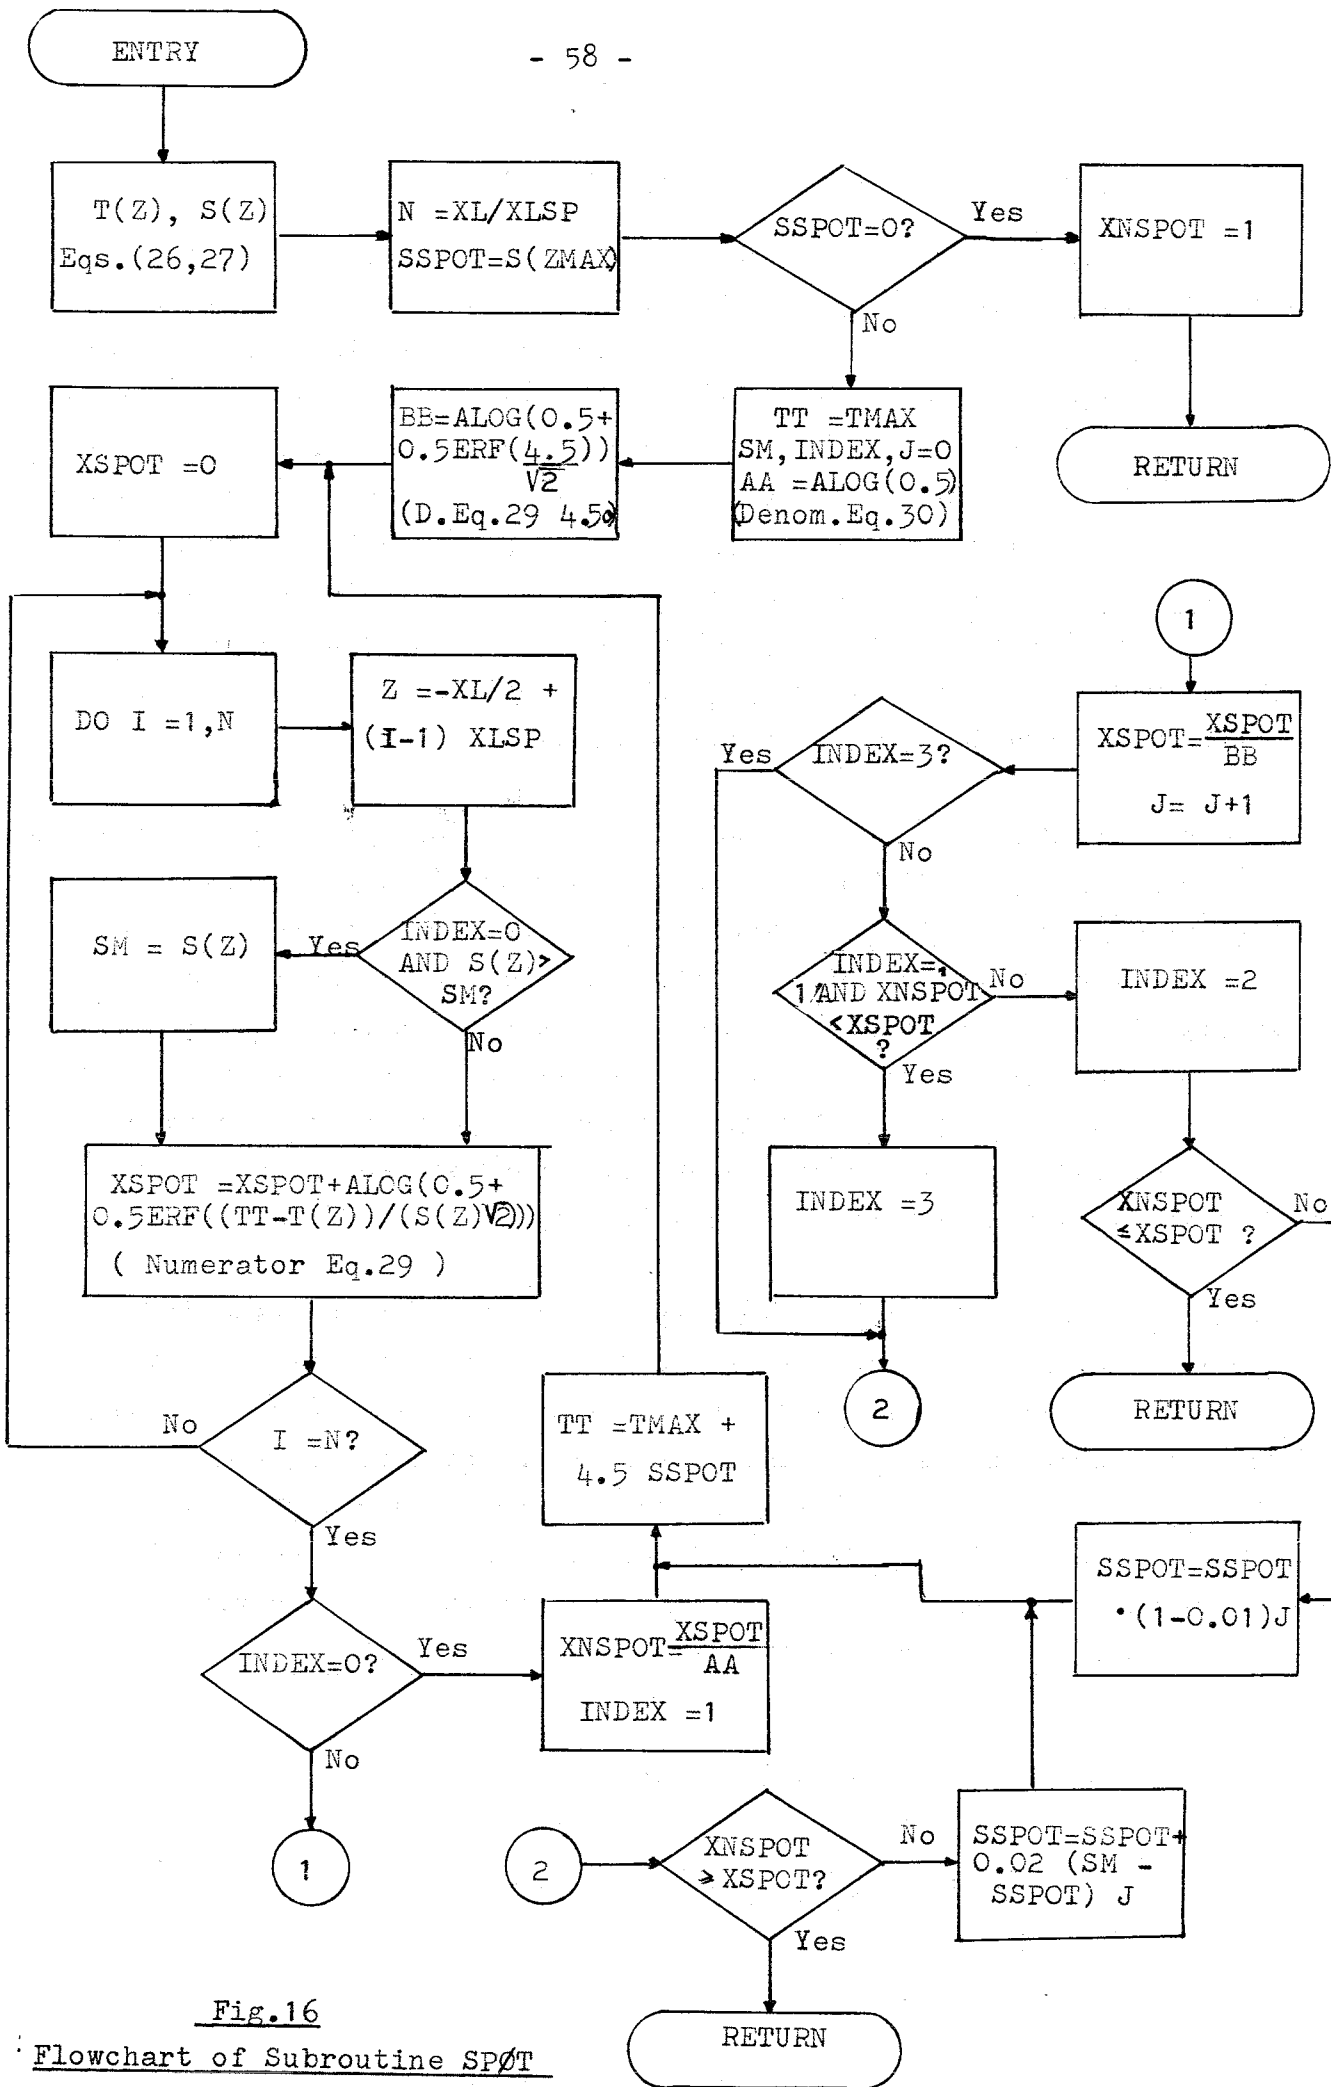 - 58 -
ENTRY
T(Z), S(Z)
Eqs.(26,27)
N =XL/XLSP
SSPOT=S(ZMAX)
SSPOT=0?
Yes
No
XNSPOT =1
RETURN
TT =TMAX
SM,INDEX,J=0
AA =ALOG(0.5)
(Denom.Eq.30)
BB=ALOG(0.5+
0.5ERF(4.5))
√2
(D.Eq.29 4.5σ)
XSPOT =0
DO I =1,N
Z =-XL/2 +
(I-1) XLSP
INDEX=0
AND S(Z)>
SM?
Yes
No
SM = S(Z)
XSPOT =XSPOT+ALOG(0.5+
0.5ERF((TT-T(Z))/(S(Z)√2)))
( Numerator Eq.29 )
I =N?
No
Yes
INDEX=0?
Yes
No
1
XNSPOT=XSPOT
AA
INDEX =1
TT =TMAX +
4.5 SSPOT
1
XSPOT=XSPOT
BB
J= J+1
INDEX=3?
Yes
No
INDEX=
1 AND XNSPOT
<XSPOT
?
No
Yes
INDEX =2
INDEX =3
2
XNSPOT
≤XSPOT ?
No
Yes
RETURN
SSPOT=SSPOT
·(1-0.01)J
2
XNSPOT
≥XSPOT?
No
Yes
SSPOT=SSPOT+
0.02 (SM -
SSPOT) J
RETURN
Fig.16
Flowchart of Subroutine SPØT